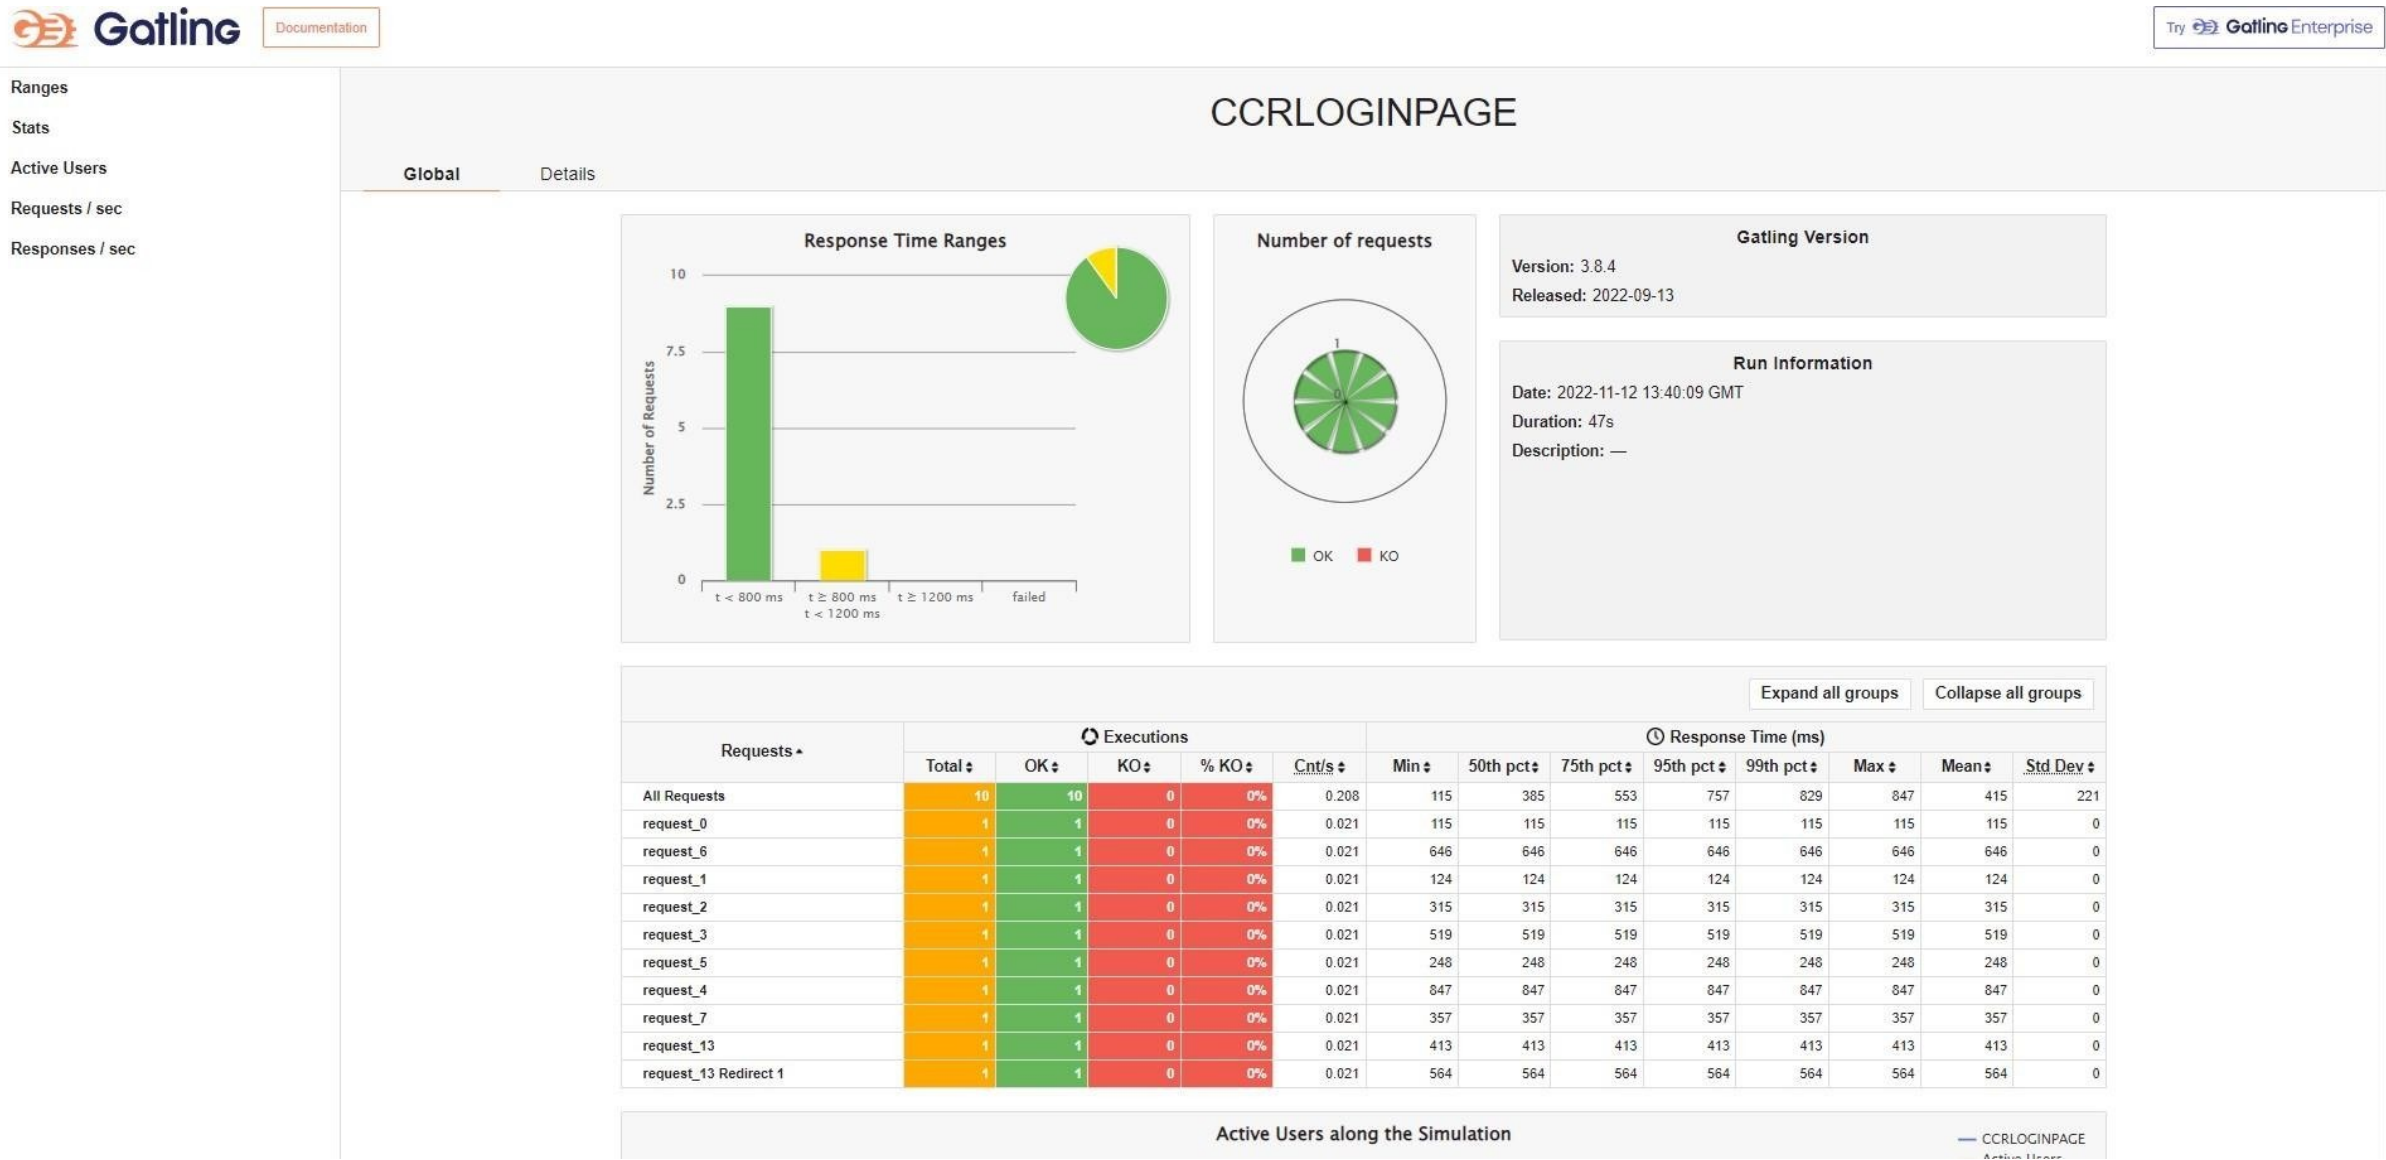 Gatling Documentation Try Gatling Enterprise
Ranges
Stats
Active Users
Requests / sec
Responses / sec
CCRLOGINPAGE
Global Details
Response Time Ranges
Number of Requests
10
7.5
5
2.5
0
t < 800 ms t ≥ 800 ms t ≥ 1200 ms failed
t < 1200 ms
Number of requests
1
0
OK KO
Gatling Version
Version: 3.8.4
Released: 2022-09-13
Run Information
Date: 2022-11-12 13:40:09 GMT
Duration: 47s
Description: —
Expand all groups Collapse all groups
Requests Executions Response Time (ms)
Total OK KO % KO Cnt/s Min 50th pct 75th pct 95th pct 99th pct Max Mean Std Dev
All Requests 10 10 0 0% 0.208 115 385 553 757 829 847 415 221
request_0 1 1 0 0% 0.021 115 115 115 115 115 115 115 0
request_6 1 1 0 0% 0.021 646 646 646 646 646 646 646 0
request_1 1 1 0 0% 0.021 124 124 124 124 124 124 124 0
request_2 1 1 0 0% 0.021 315 315 315 315 315 315 315 0
request_3 1 1 0 0% 0.021 519 519 519 519 519 519 519 0
request_5 1 1 0 0% 0.021 248 248 248 248 248 248 248 0
request_4 1 1 0 0% 0.021 847 847 847 847 847 847 847 0
request_7 1 1 0 0% 0.021 357 357 357 357 357 357 357 0
request_13 1 1 0 0% 0.021 413 413 413 413 413 413 413 0
request_13 Redirect 1 1 1 0 0% 0.021 564 564 564 564 564 564 564 0
Active Users along the Simulation
CCRLOGINPAGE
Active Users